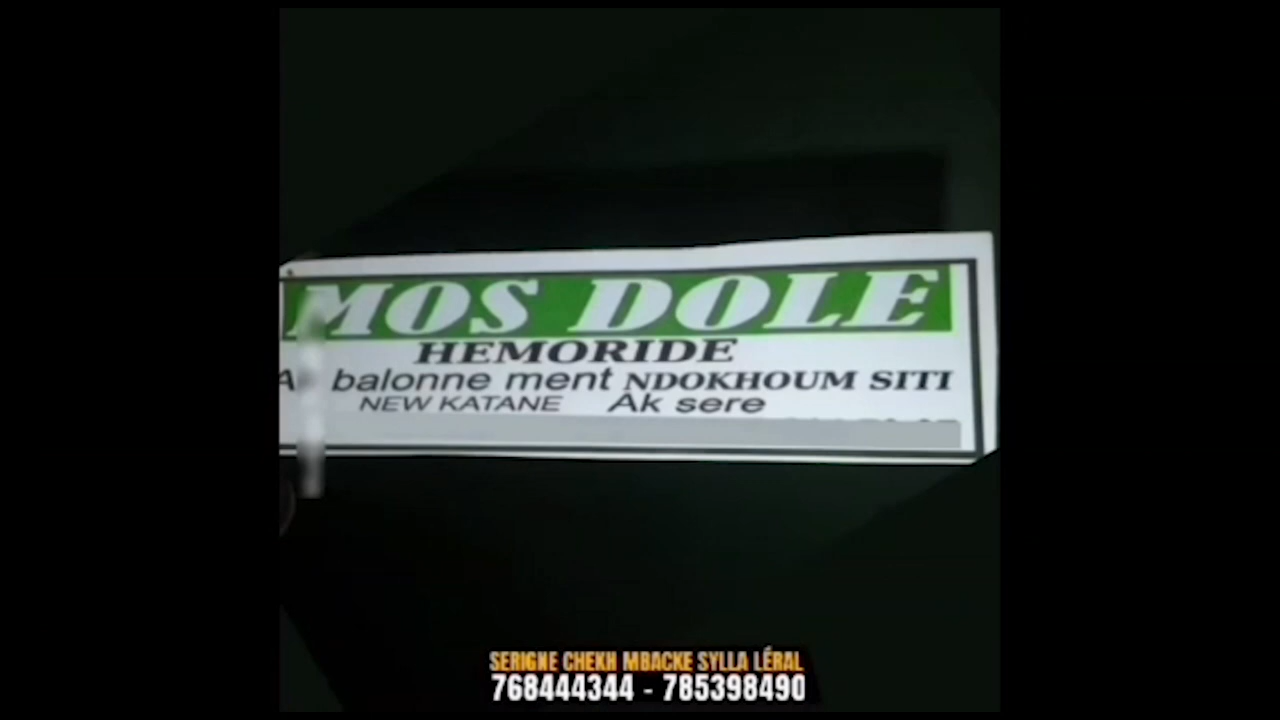 MOS DOLE
HEMORIDE
balonne ment NDOKHOUM SITI
NEW KATANE Ak sere
SERIGNE CHEKH MBACKE SYLLA LÉRAL
768444344 - 785398490